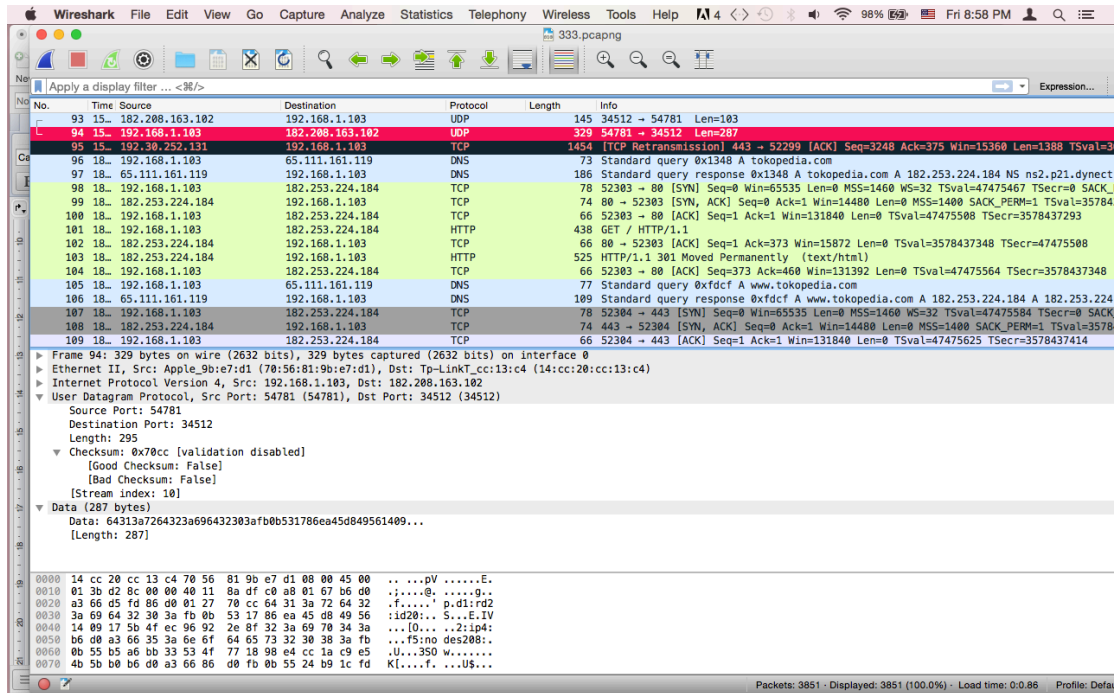 Wireshark File Edit View Go Capture Analyze Statistics Telephony Wireless Tools Help 4 98% Fri 8:58 PM
333.pcapng
Apply a display filter ... <⌘/> Expression...
No. Time Source Destination Protocol Length Info
93 15… 182.208.163.102 192.168.1.103 UDP 145 34512 → 54781 Len=103
94 15… 192.168.1.103 182.208.163.102 UDP 329 54781 → 34512 Len=287
95 15… 192.30.252.131 192.168.1.103 TCP 1454 [TCP Retransmission] 443 → 52299 [ACK] Seq=3248 Ack=375 Win=15360 Len=1388 TSval=3
96 18… 192.168.1.103 65.111.161.119 DNS 73 Standard query 0x1348 A tokopedia.com
97 18… 65.111.161.119 192.168.1.103 DNS 186 Standard query response 0x1348 A tokopedia.com A 182.253.224.184 NS ns2.p21.dynect
98 18… 192.168.1.103 182.253.224.184 TCP 78 52303 → 80 [SYN] Seq=0 Win=65535 Len=0 MSS=1460 WS=32 TSval=47475467 TSecr=0 SACK_
99 18… 182.253.224.184 192.168.1.103 TCP 74 80 → 52303 [SYN, ACK] Seq=0 Ack=1 Win=14480 Len=0 MSS=1400 SACK_PERM=1 TSval=35784
100 18… 192.168.1.103 182.253.224.184 TCP 66 52303 → 80 [ACK] Seq=1 Ack=1 Win=131840 Len=0 TSval=47475508 TSecr=3578437293
101 18… 192.168.1.103 182.253.224.184 HTTP 438 GET / HTTP/1.1
102 18… 182.253.224.184 192.168.1.103 TCP 66 80 → 52303 [ACK] Seq=1 Ack=373 Win=15872 Len=0 TSval=3578437348 TSecr=47475508
103 18… 182.253.224.184 192.168.1.103 HTTP 525 HTTP/1.1 301 Moved Permanently (text/html)
104 18… 192.168.1.103 182.253.224.184 TCP 66 52303 → 80 [ACK] Seq=373 Ack=460 Win=131392 Len=0 TSval=47475564 TSecr=3578437348
105 18… 192.168.1.103 65.111.161.119 DNS 77 Standard query 0xfdcf A www.tokopedia.com
106 18… 65.111.161.119 192.168.1.103 DNS 109 Standard query response 0xfdcf A www.tokopedia.com A 182.253.224.184 A 182.253.224
107 18… 192.168.1.103 182.253.224.184 TCP 78 52304 → 443 [SYN] Seq=0 Win=65535 Len=0 MSS=1460 WS=32 TSval=47475584 TSecr=0 SACK
108 18… 182.253.224.184 192.168.1.103 TCP 74 443 → 52304 [SYN, ACK] Seq=0 Ack=1 Win=14480 Len=0 MSS=1400 SACK_PERM=1 TSval=3578
109 18… 192.168.1.103 182.253.224.184 TCP 66 52304 → 443 [ACK] Seq=1 Ack=1 Win=131840 Len=0 TSval=47475625 TSecr=3578437414
Frame 94: 329 bytes on wire (2632 bits), 329 bytes captured (2632 bits) on interface 0
Ethernet II, Src: Apple_9b:e7:d1 (70:56:81:9b:e7:d1), Dst: Tp-LinkT_cc:13:c4 (14:cc:20:cc:13:c4)
Internet Protocol Version 4, Src: 192.168.1.103, Dst: 182.208.163.102
User Datagram Protocol, Src Port: 54781 (54781), Dst Port: 34512 (34512)
Source Port: 54781
Destination Port: 34512
Length: 295
Checksum: 0x70cc [validation disabled]
[Good Checksum: False]
[Bad Checksum: False]
[Stream index: 10]
Data (287 bytes)
Data: 64313a7264323a696432303afb0b531786ea45d849561409...
[Length: 287]
0000 14 cc 20 cc 13 c4 70 56 81 9b e7 d1 08 00 45 00 .. ...pV ......E.
0010 01 3b d2 8c 00 00 40 11 8a df c0 a8 01 67 b6 d0 .;....@. .....g..
0020 a3 66 d5 fd 86 d0 01 27 70 cc 64 31 3a 72 64 32 .f.....' p.d1:rd2
0030 3a 69 64 32 30 3a fb 0b 53 17 86 ea 45 d8 49 56 :id20:.. S...E.IV
0040 14 09 17 5b 4f ec 96 92 2e 8f 32 3a 69 70 34 3a ...[O... ..2:ip4:
0050 b6 d0 a3 66 35 3a 6e 6f 64 65 73 32 30 38 3a fb ...f5:no des208:.
0060 0b 55 b5 a6 bb 33 53 4f 77 18 98 e4 cc 1a c9 e5 .U...3SO w.......
0070 4b 5b b0 b6 d0 a3 66 86 d0 fb 0b 55 24 b9 1c fd K[....f. ...U$...
Packets: 3851 · Displayed: 3851 (100.0%) · Load time: 0:0.86 Profile: Defau